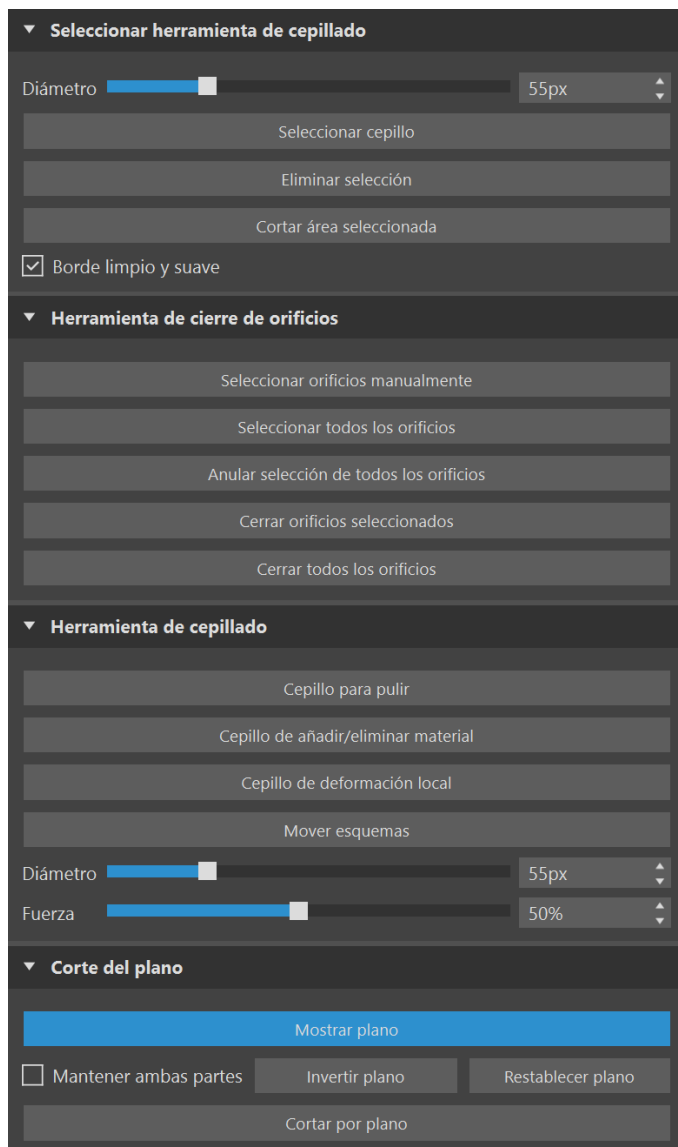 Seleccionar herramienta de cepillado
Diámetro 55px
Seleccionar cepillo
Eliminar selección
Cortar área seleccionada
Borde limpio y suave
Herramienta de cierre de orificios
Seleccionar orificios manualmente
Seleccionar todos los orificios
Anular selección de todos los orificios
Cerrar orificios seleccionados
Cerrar todos los orificios
Herramienta de cepillado
Cepillo para pulir
Cepillo de añadir/eliminar material
Cepillo de deformación local
Mover esquemas
Diámetro 55px
Fuerza 50%
Corte del plano
Mostrar plano
Mantener ambas partes Invertir plano Restablecer plano
Cortar por plano